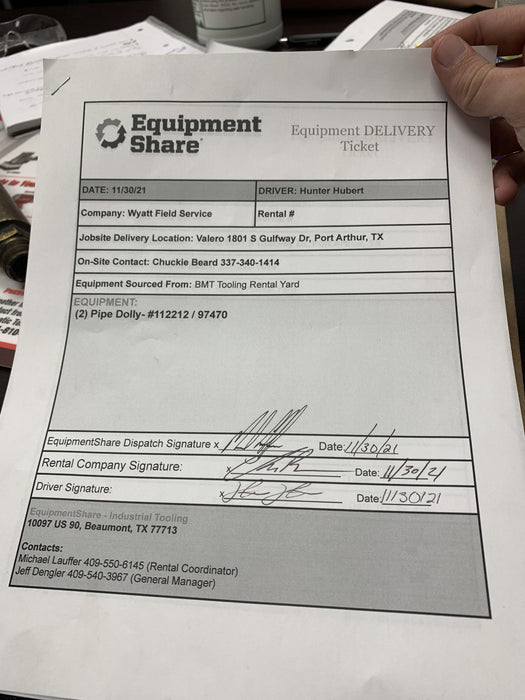 Equipment
Share
Equipment DELIVERY
Ticket
DATE: 11/30/21 DRIVER: Hunter Hubert
Company: Wyatt Field Service Rental #
Jobsite Delivery Location: Valero 1801 S Gulfway Dr, Port Arthur, TX
On-Site Contact: Chuckie Beard 337-340-1414
Equipment Sourced From: BMT Tooling Rental Yard
EQUIPMENT:
(2) Pipe Dolly- #112212 / 97470
EquipmentShare Dispatch Signature x Date: 11/30/21
Rental Company Signature: x Date: 11/30/21
Driver Signature: x Date: 11/30/21
EquipmentShare - Industrial Tooling
10097 US 90, Beaumont, TX 77713
Contacts:
Michael Lauffer 409-550-6145 (Rental Coordinator)
Jeff Dengler 409-540-3967 (General Manager)